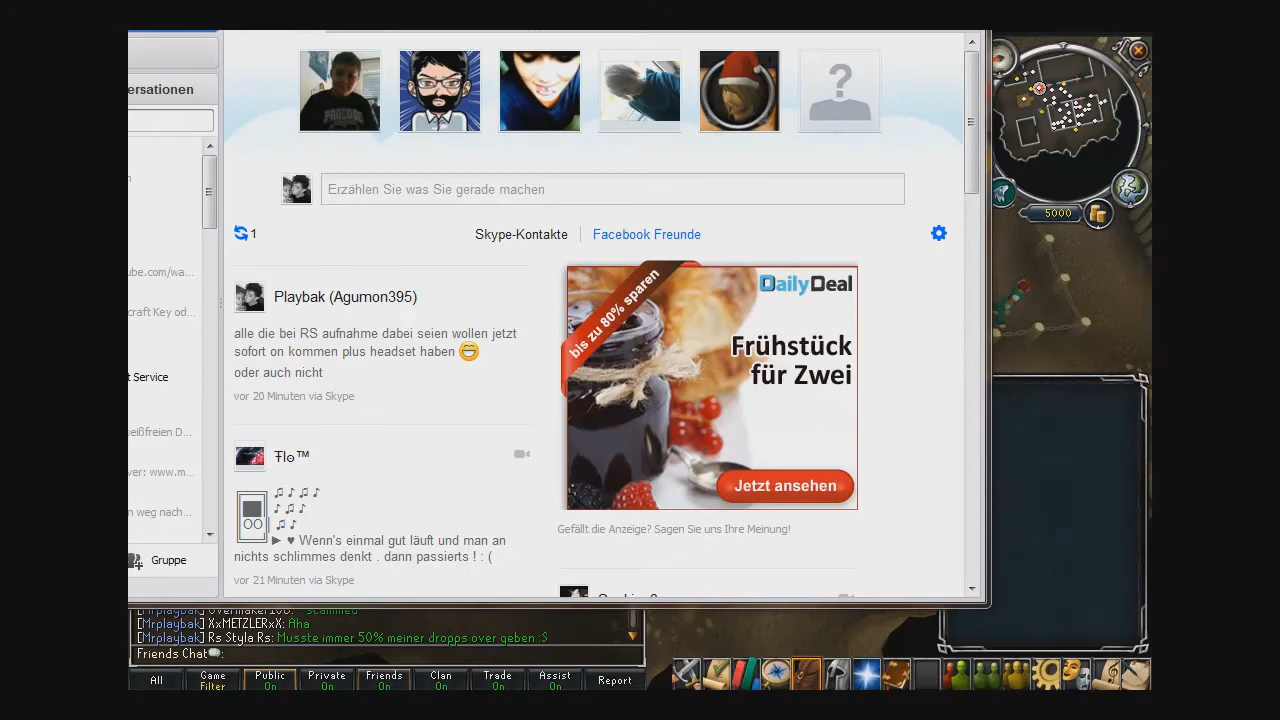 ersationen
Erzählen Sie was Sie gerade machen
1
Skype-Kontakte
Facebook Freunde
Playbak (Agumon395)
alle die bei RS aufnahme dabei seien wollen jetzt
sofort on kommen plus headset haben
oder auch nicht
vor 20 Minuten via Skype
Ŧlʘ™
♫ ♪ ♫ ♪
♪ ♫ ♪
♫ ♪
► ♥ Wenn's einmal gut läuft und man an
nichts schlimmes denkt . dann passierts ! : (
vor 21 Minuten via Skype
bis zu 80% sparen
DailyDeal
Frühstück
für Zwei
Jetzt ansehen
Gefällt die Anzeige? Sagen Sie uns Ihre Meinung!
ube.com/wa...
craft Key od...
t Service
weißfreien D...
ver: www.m...
en weg nach...
Gruppe
5000
[Mrplaybak] XxMETZLERxX: Aha
[Mrplaybak] Rs Styla Rs: Musste immer 50% meiner dropps over geben :S
Friends Chat:
All
Game
Filter
Public
On
Private
On
Friends
On
Clan
On
Trade
On
Assist
On
Report